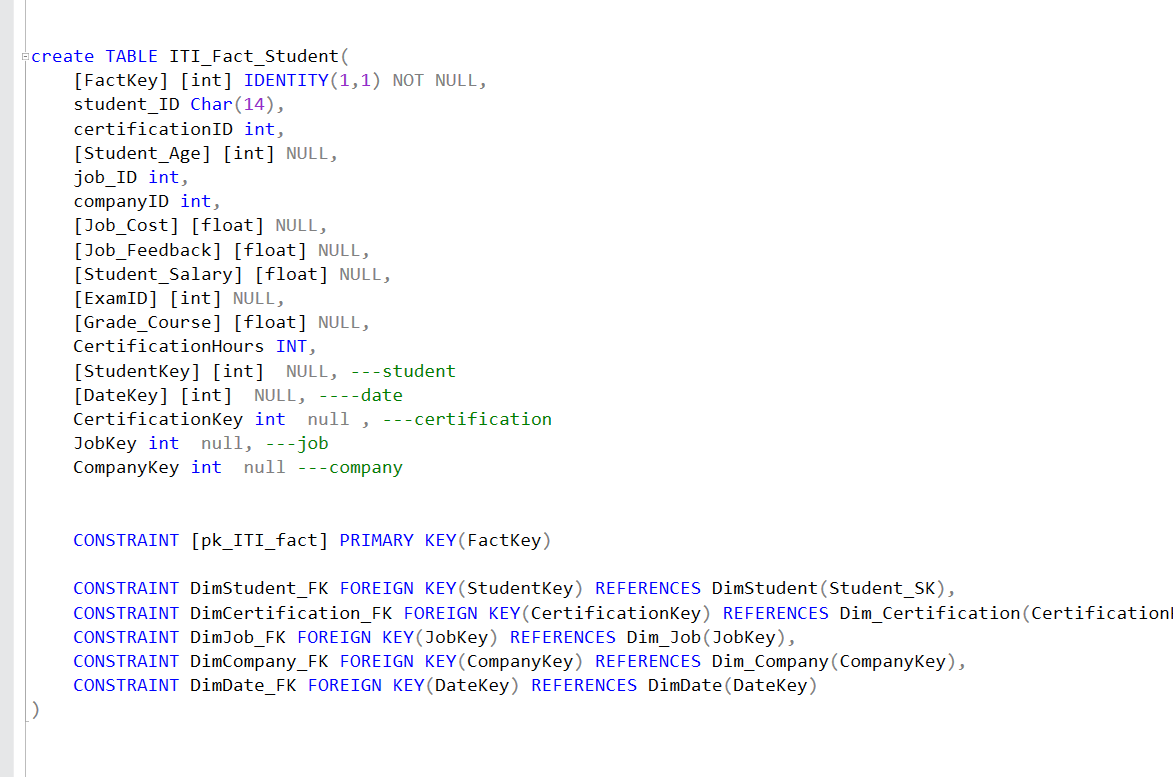 create TABLE ITI_Fact_Student(
[FactKey] [int] IDENTITY(1,1) NOT NULL,
student_ID Char(14),
certificationID int,
[Student_Age] [int] NULL,
job_ID int,
companyID int,
[Job_Cost] [float] NULL,
[Job_Feedback] [float] NULL,
[Student_Salary] [float] NULL,
[ExamID] [int] NULL,
[Grade_Course] [float] NULL,
CertificationHours INT,
[StudentKey] [int]  NULL, ---student
[DateKey] [int]  NULL, ----date
CertificationKey int  null , ---certification
JobKey int  null, ---job
CompanyKey int  null ---company
CONSTRAINT [pk_ITI_fact] PRIMARY KEY(FactKey)
CONSTRAINT DimStudent_FK FOREIGN KEY(StudentKey) REFERENCES DimStudent(Student_SK),
CONSTRAINT DimCertification_FK FOREIGN KEY(CertificationKey) REFERENCES Dim_Certification(Certification
CONSTRAINT DimJob_FK FOREIGN KEY(JobKey) REFERENCES Dim_Job(JobKey),
CONSTRAINT DimCompany_FK FOREIGN KEY(CompanyKey) REFERENCES Dim_Company(CompanyKey),
CONSTRAINT DimDate_FK FOREIGN KEY(DateKey) REFERENCES DimDate(DateKey)
)